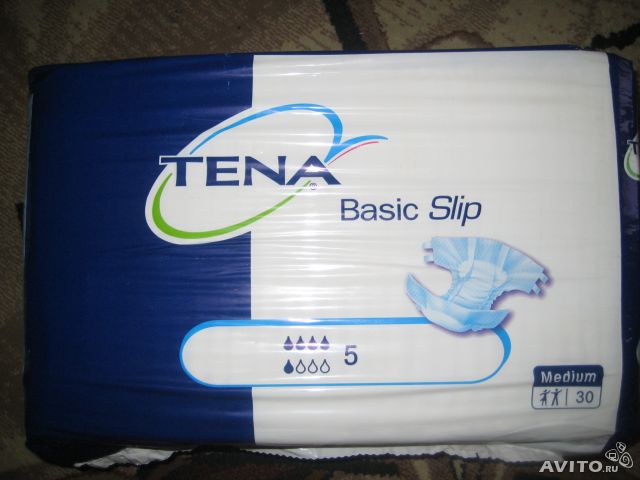 TENA®
Basic Slip
5
Medium
30
AVITO.ru